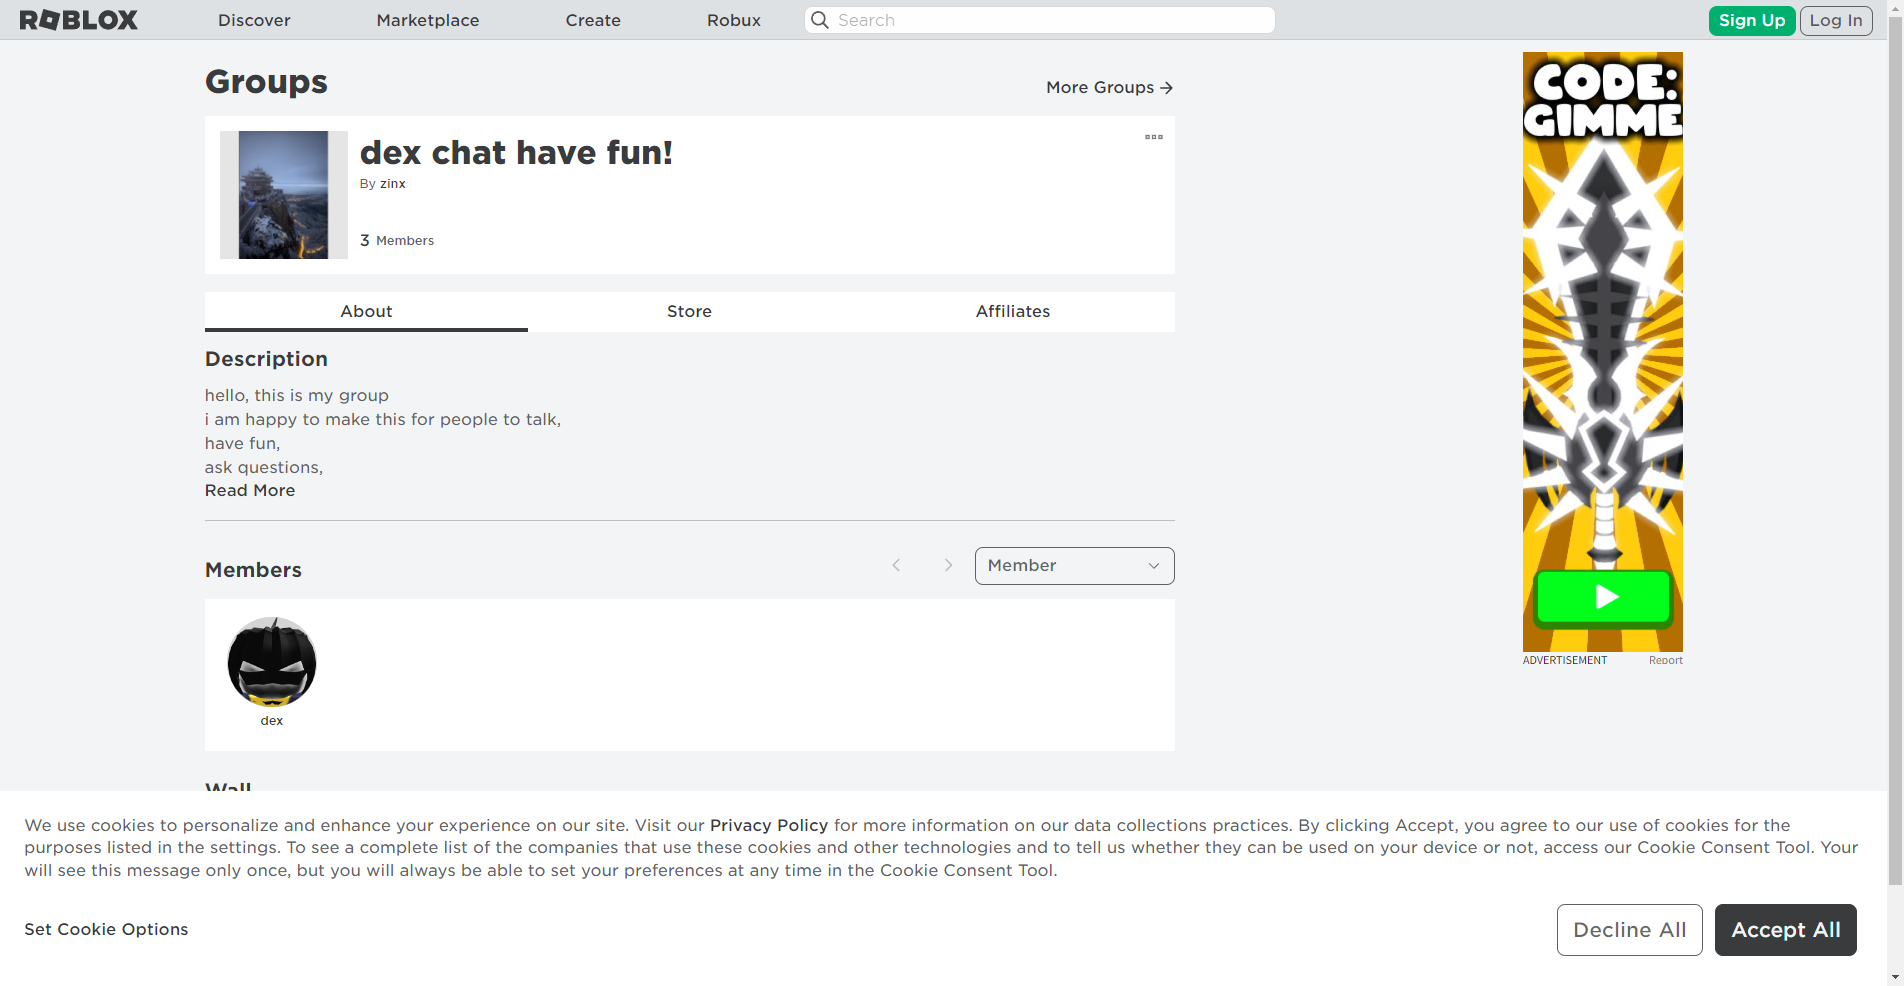 ROBLOX
Discover
Marketplace
Create
Robux
Search
Sign Up
Log In
Groups
More Groups
dex chat have fun!
By zinx
3 Members
About
Store
Affiliates
Description
hello, this is my group
i am happy to make this for people to talk,
have fun,
ask questions,
Read More
Members
Member
dex
Wall
CODE:
GIMME
ADVERTISEMENT
Report
We use cookies to personalize and enhance your experience on our site. Visit our Privacy Policy for more information on our data collections practices. By clicking Accept, you agree to our use of cookies for the
purposes listed in the settings. To see a complete list of the companies that use these cookies and other technologies and to tell us whether they can be used on your device or not, access our Cookie Consent Tool. Your
will see this message only once, but you will always be able to set your preferences at any time in the Cookie Consent Tool.
Set Cookie Options
Decline All
Accept All